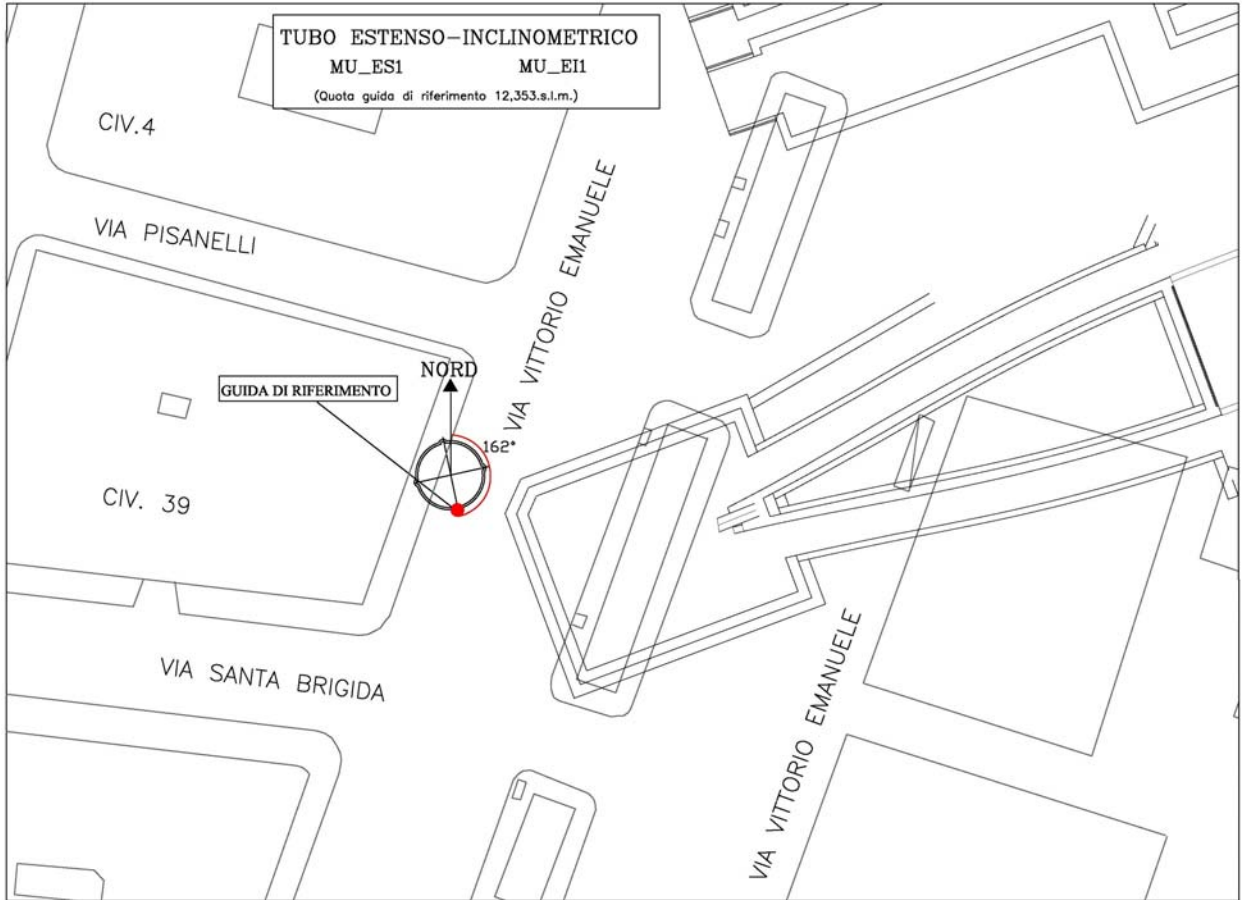 TUBO ESTENSO-INCLINOMETRICO
MU_ES1 MU_EI1
(Quota guida di riferimento 12,353.s.l.m.)
CIV.4
VIA PISANELLI
VIA VITTORIO EMANUELE
NORD
GUIDA DI RIFERIMENTO
162°
CIV. 39
VIA SANTA BRIGIDA
VIA VITTORIO EMANUELE